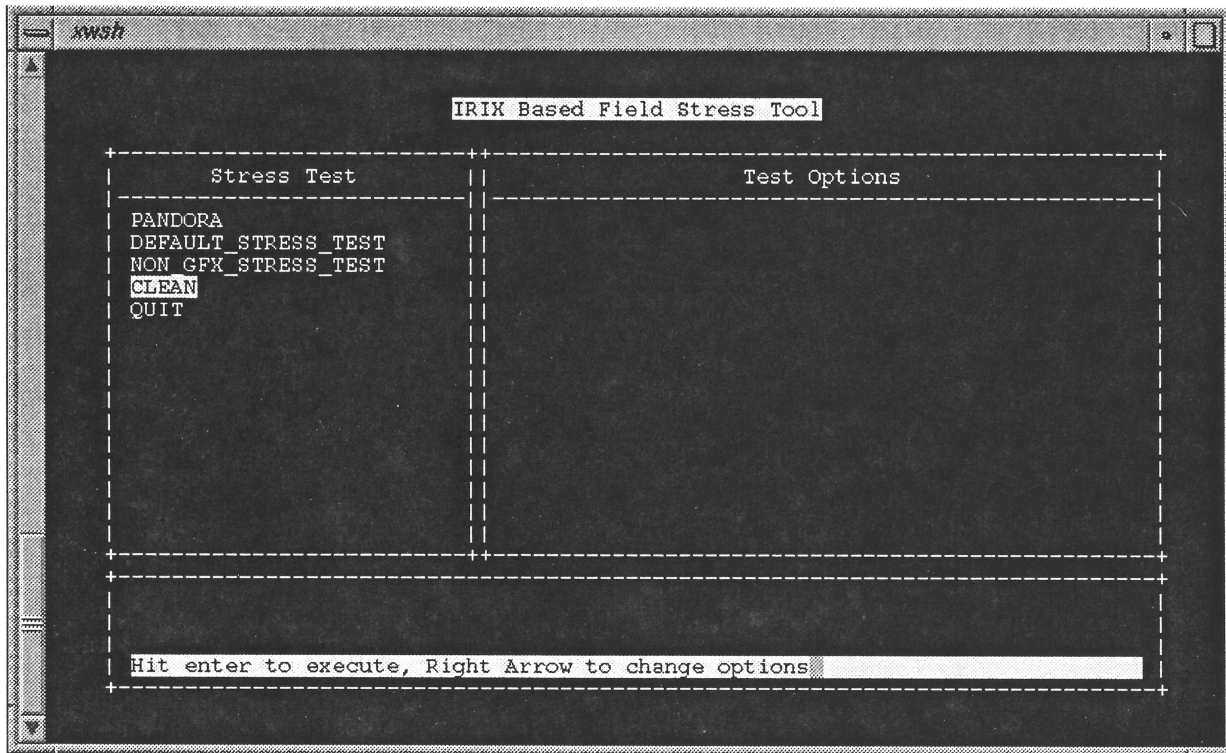 xwsh
IRIX Based Field Stress Tool
Stress Test
Test Options
PANDORA
DEFAULT_STRESS_TEST
NON_GFX_STRESS_TEST
CLEAN
QUIT
Hit enter to execute, Right Arrow to change options